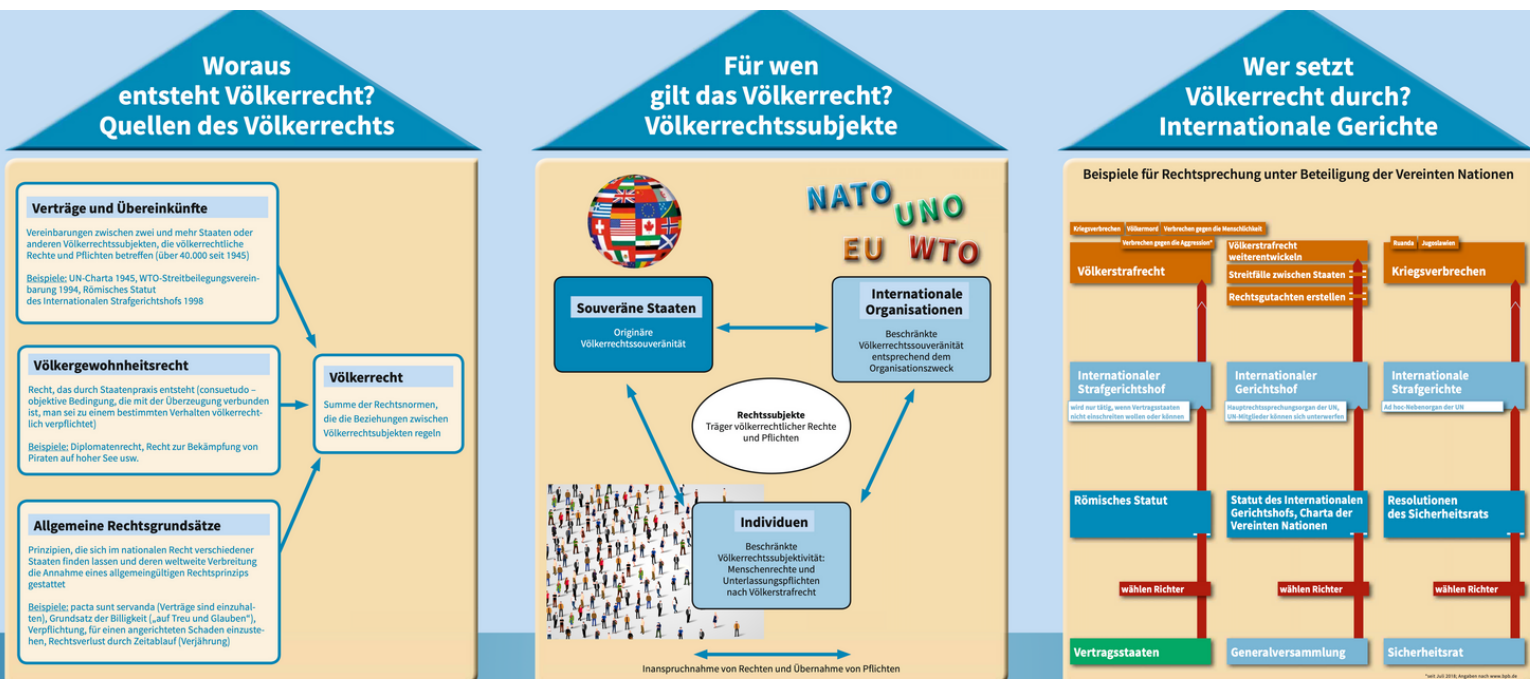 Woraus
entsteht Völkerrecht?
Quellen des Völkerrechts
Verträge und Übereinkünfte
Vereinbarungen zwischen zwei und mehr Staaten oder
anderen Völkerrechtssubjekten, die völkerrechtliche
Rechte und Pflichten betreffen (über 40.000 seit 1945)
Beispiele: UN-Charta 1945, WTO-Streitbeilegungsverein-
barung 1994, Römisches Statut
des Internationalen Strafgerichtshofs 1998
Völkergewohnheitsrecht
Recht, das durch Staatenpraxis entsteht (consuetudo –
objektive Bedingung, die mit der Überzeugung verbunden
ist, man sei zu einem bestimmten Verhalten völkerrecht-
lich verpflichtet)
Beispiele: Diplomatenrecht, Recht zur Bekämpfung von
Piraten auf hoher See usw.
Allgemeine Rechtsgrundsätze
Prinzipien, die sich im nationalen Recht verschiedener
Staaten finden lassen und deren weltweite Verbreitung
die Annahme eines allgemeingültigen Rechtsprinzips
gestattet
Beispiele: pacta sunt servanda (Verträge sind einzuhal-
ten), Grundsatz der Billigkeit („auf Treu und Glauben“),
Verpflichtung, für einen angerichteten Schaden einzuste-
hen, Rechtsverlust durch Zeitablauf (Verjährung)
Völkerrecht
Summe der Rechtsnormen,
die die Beziehungen zwischen
Völkerrechtsubjekten regeln
Für wen
gilt das Völkerrecht?
Völkerrechtssubjekte
NATO
UNO
EU
WTO
Souveräne Staaten
Originäre
Völkerrechtssouveränität
Internationale
Organisationen
Beschränkte
Völkerrechtssouveränität
entsprechend dem
Organisationszweck
Rechtssubjekte
Träger völkerrechtlicher Rechte
und Pflichten
Individuen
Beschränkte
Völkerrechtssubjektivität:
Menschenrechte und
Unterlassungspflichten
nach Völkerstrafrecht
Inanspruchnahme von Rechten und Übernahme von Pflichten
Wer setzt
Völkerrecht durch?
Internationale Gerichte
Beispiele für Rechtsprechung unter Beteiligung der Vereinten Nationen
Kriegsverbrechen
Völkermord
Verbrechen gegen die Menschlichkeit
Verbrechen gegen die Aggression*
Völkerstrafrecht
Internationaler
Strafgerichtshof
wird nur tätig, wenn Vertragsstaaten
nicht einschreiten wollen oder können
Römisches Statut
wählen Richter
Vertragsstaaten
Völkerstrafrecht
weiterentwickeln
Streitfälle zwischen Staaten
Rechtsgutachten erstellen
Internationaler
Gerichtshof
Hauptrechtssprechungsorgan der UN,
UN-Mitglieder können sich unterwerfen
Statut des Internationalen
Gerichtshofs, Charta der
Vereinten Nationen
wählen Richter
Generalversammlung
Ruanda
Jugoslawien
Kriegsverbrechen
Internationale
Strafgerichte
Ad hoc-Nebenorgan der UN
Resolutionen
des Sicherheitsrats
wählen Richter
Sicherheitsrat
*seit Juli 2018; Angaben nach www.bpb.de